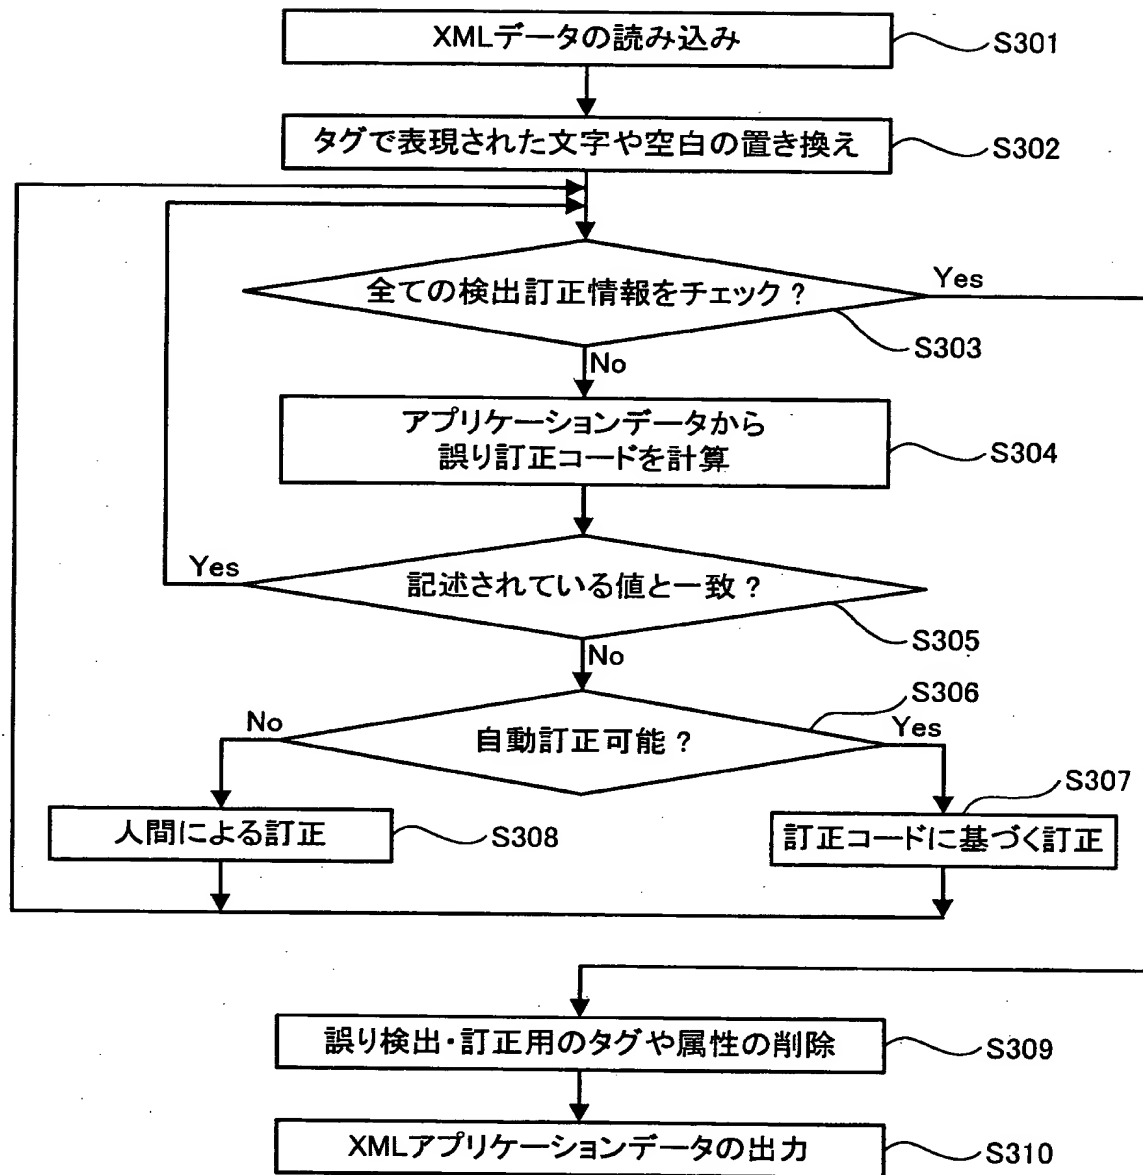 XMLデータの読み込み
S301
タグで表現された文字や空白の置き換え
S302
全ての検出訂正情報をチェック?
Yes
S303
No
アプリケーションデータから
誤り訂正コードを計算
S304
Yes
記述されている値と一致?
S305
No
S306
No
自動訂正可能?
Yes
S307
人間による訂正
S308
訂正コードに基づく訂正
誤り検出・訂正用のタグや属性の削除
S309
XMLアプリケーションデータの出力
S310